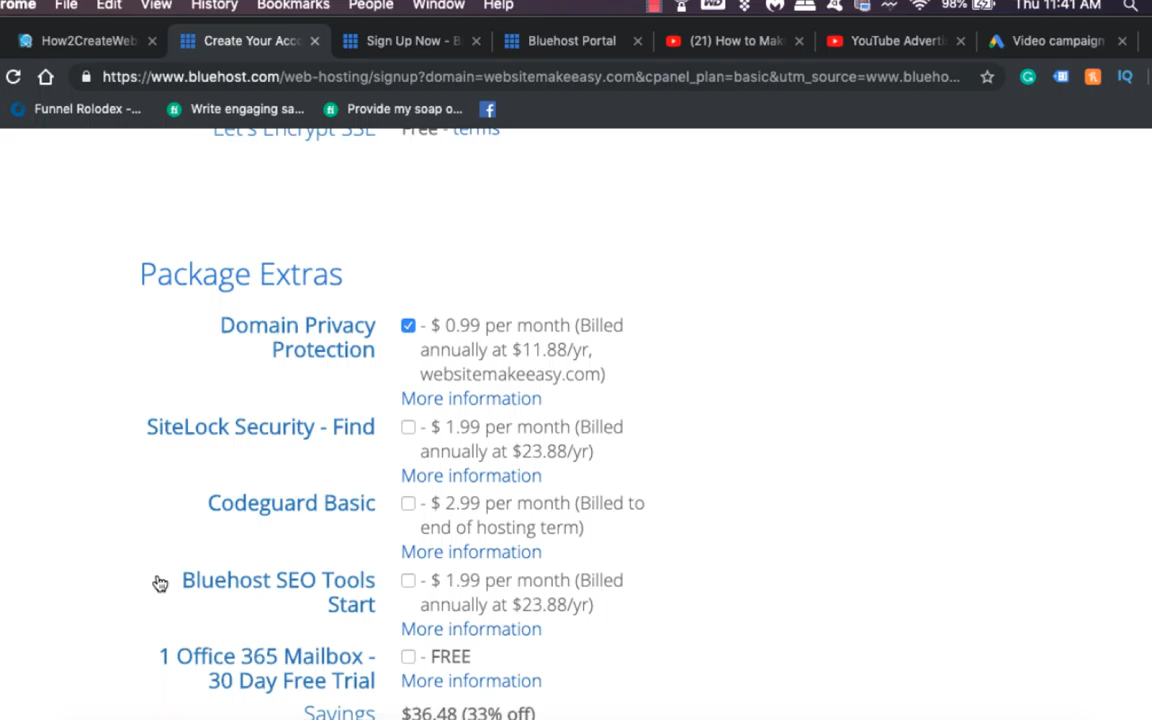 rome File Edit View History Bookmarks People Window Help 98% Thu 11:41 AM
How2CreateWeb Create Your Acc Sign Up Now - B Bluehost Portal (21) How to Mak YouTube Adverti Video campaign
https://www.bluehost.com/web-hosting/signup?domain=websitemakeeasy.com&cpanel_plan=basic&utm_source=www.blueho...
Funnel Rolodex -... Write engaging sa... Provide my soap o...
Let's Encrypt SSL Free - terms
Package Extras
Domain Privacy Protection
- $ 0.99 per month (Billed
annually at $11.88/yr,
websitemakeeasy.com)
More information
SiteLock Security - Find - $ 1.99 per month (Billed
annually at $23.88/yr)
More information
Codeguard Basic - $ 2.99 per month (Billed to
end of hosting term)
More information
Bluehost SEO Tools - $ 1.99 per month (Billed
Start annually at $23.88/yr)
More information
1 Office 365 Mailbox - - FREE
30 Day Free Trial More information
Savings $36.48 (33% off)